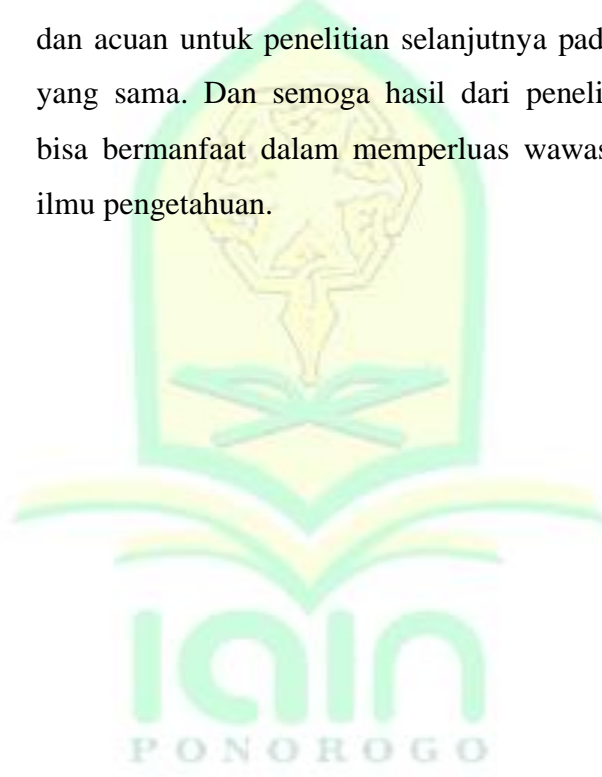 dan acuan untuk penelitian selanjutnya pad
yang sama. Dan semoga hasil dari peneli
bisa bermanfaat dalam memperluas wawas
ilmu pengetahuan.
iain
PONOROGO